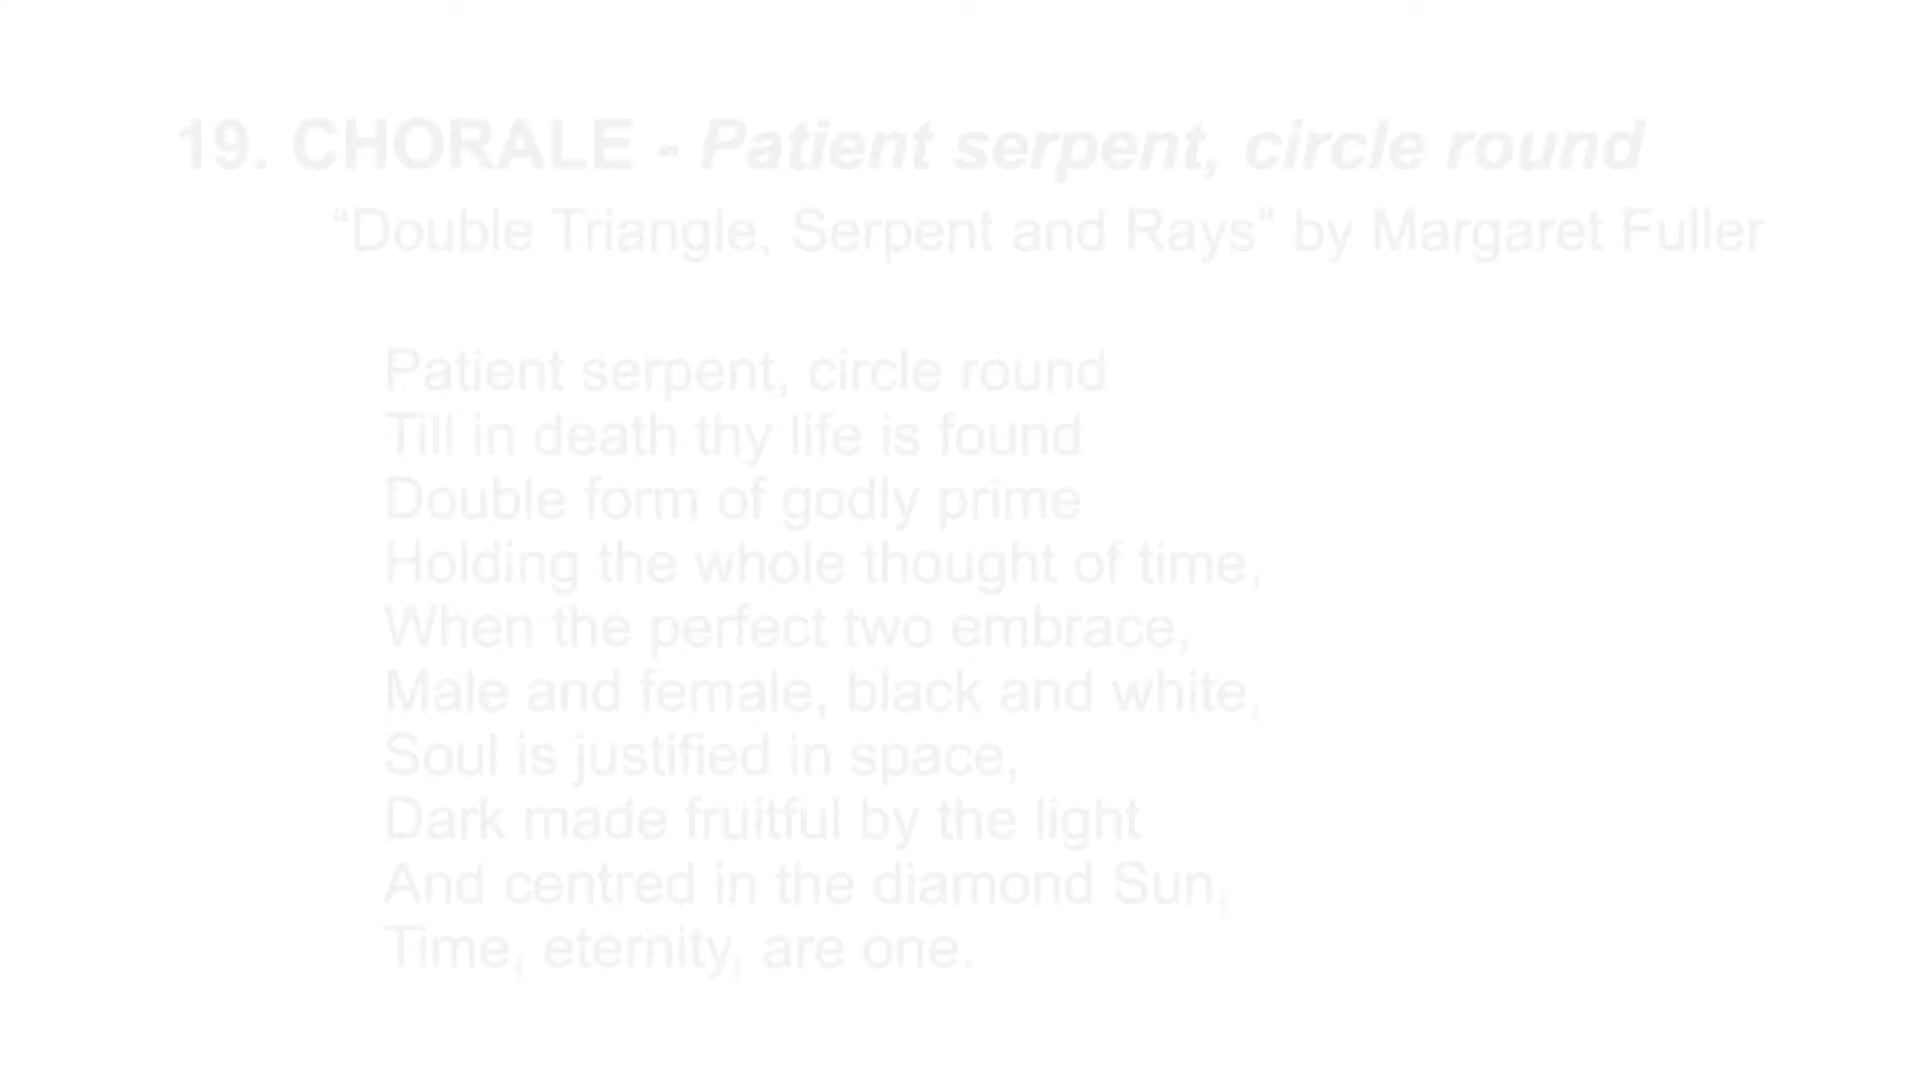 19. CHORALE - Patient serpent, circle round
“Double Triangle, Serpent and Rays” by Margaret Fuller
Patient serpent, circle round
Till in death thy life is found
Double form of godly prime
Holding the whole thought of time,
When the perfect two embrace,
Male and female, black and white,
Soul is justified in space,
Dark made fruitful by the light
And centred in the diamond Sun,
Time, eternity, are one.